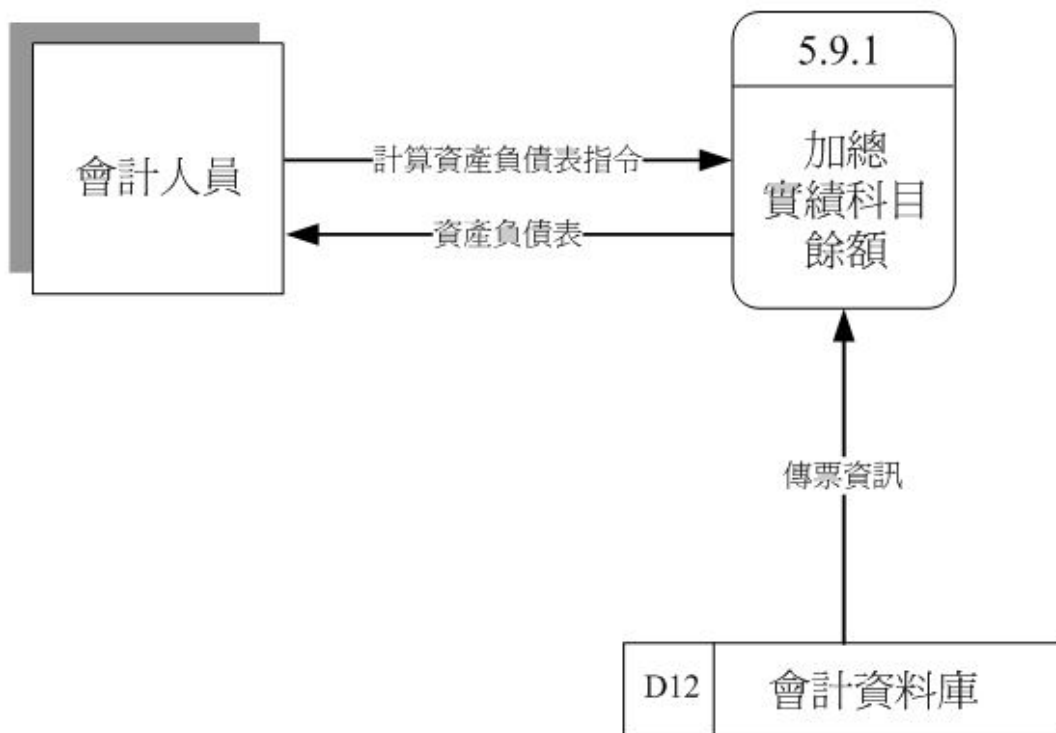 5.9.1
會計人員
計算資產負債表指令
加總
實績科目
餘額
資產負債表
傳票資訊
D12
會計資料庫